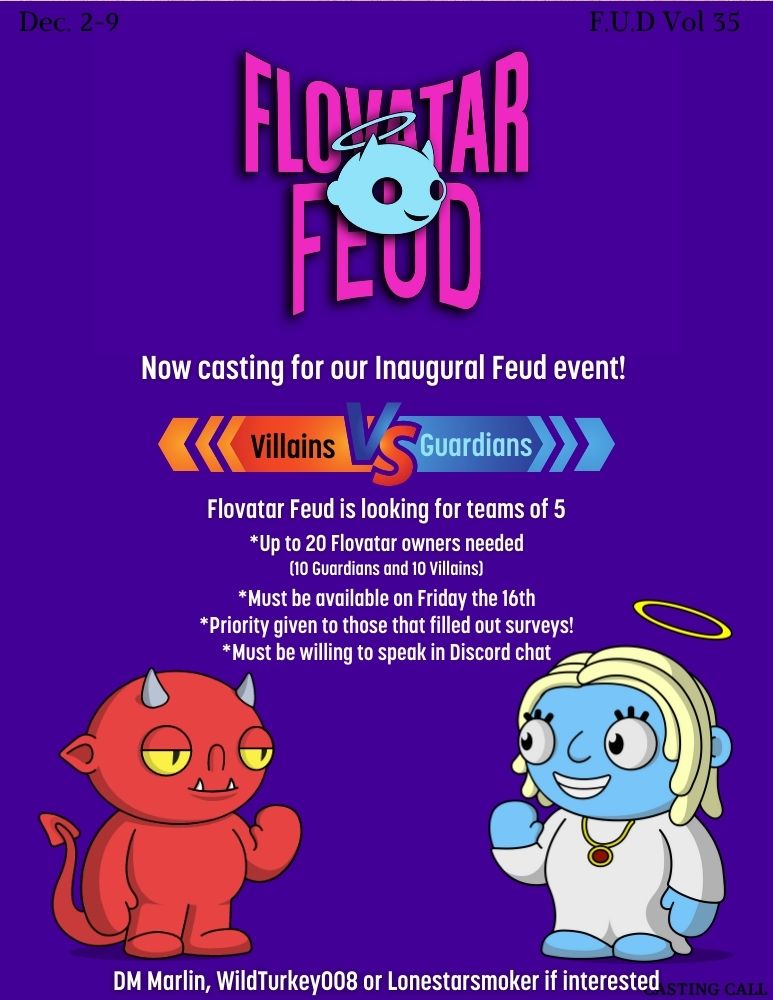 Dec. 2-9
F.U.D Vol 35
FLOVATAR
FEUD
Now casting for our Inaugural Feud event!
Villains VS Guardians
Flovatar Feud is looking for teams of 5
*Up to 20 Flovatar owners needed
(10 Guardians and 10 Villains)
*Must be available on Friday the 16th
*Priority given to those that filled out surveys!
*Must be willing to speak in Discord chat
DM Marlin, WildTurkey008 or Lonestarsmoker if interested
CASTING CALL